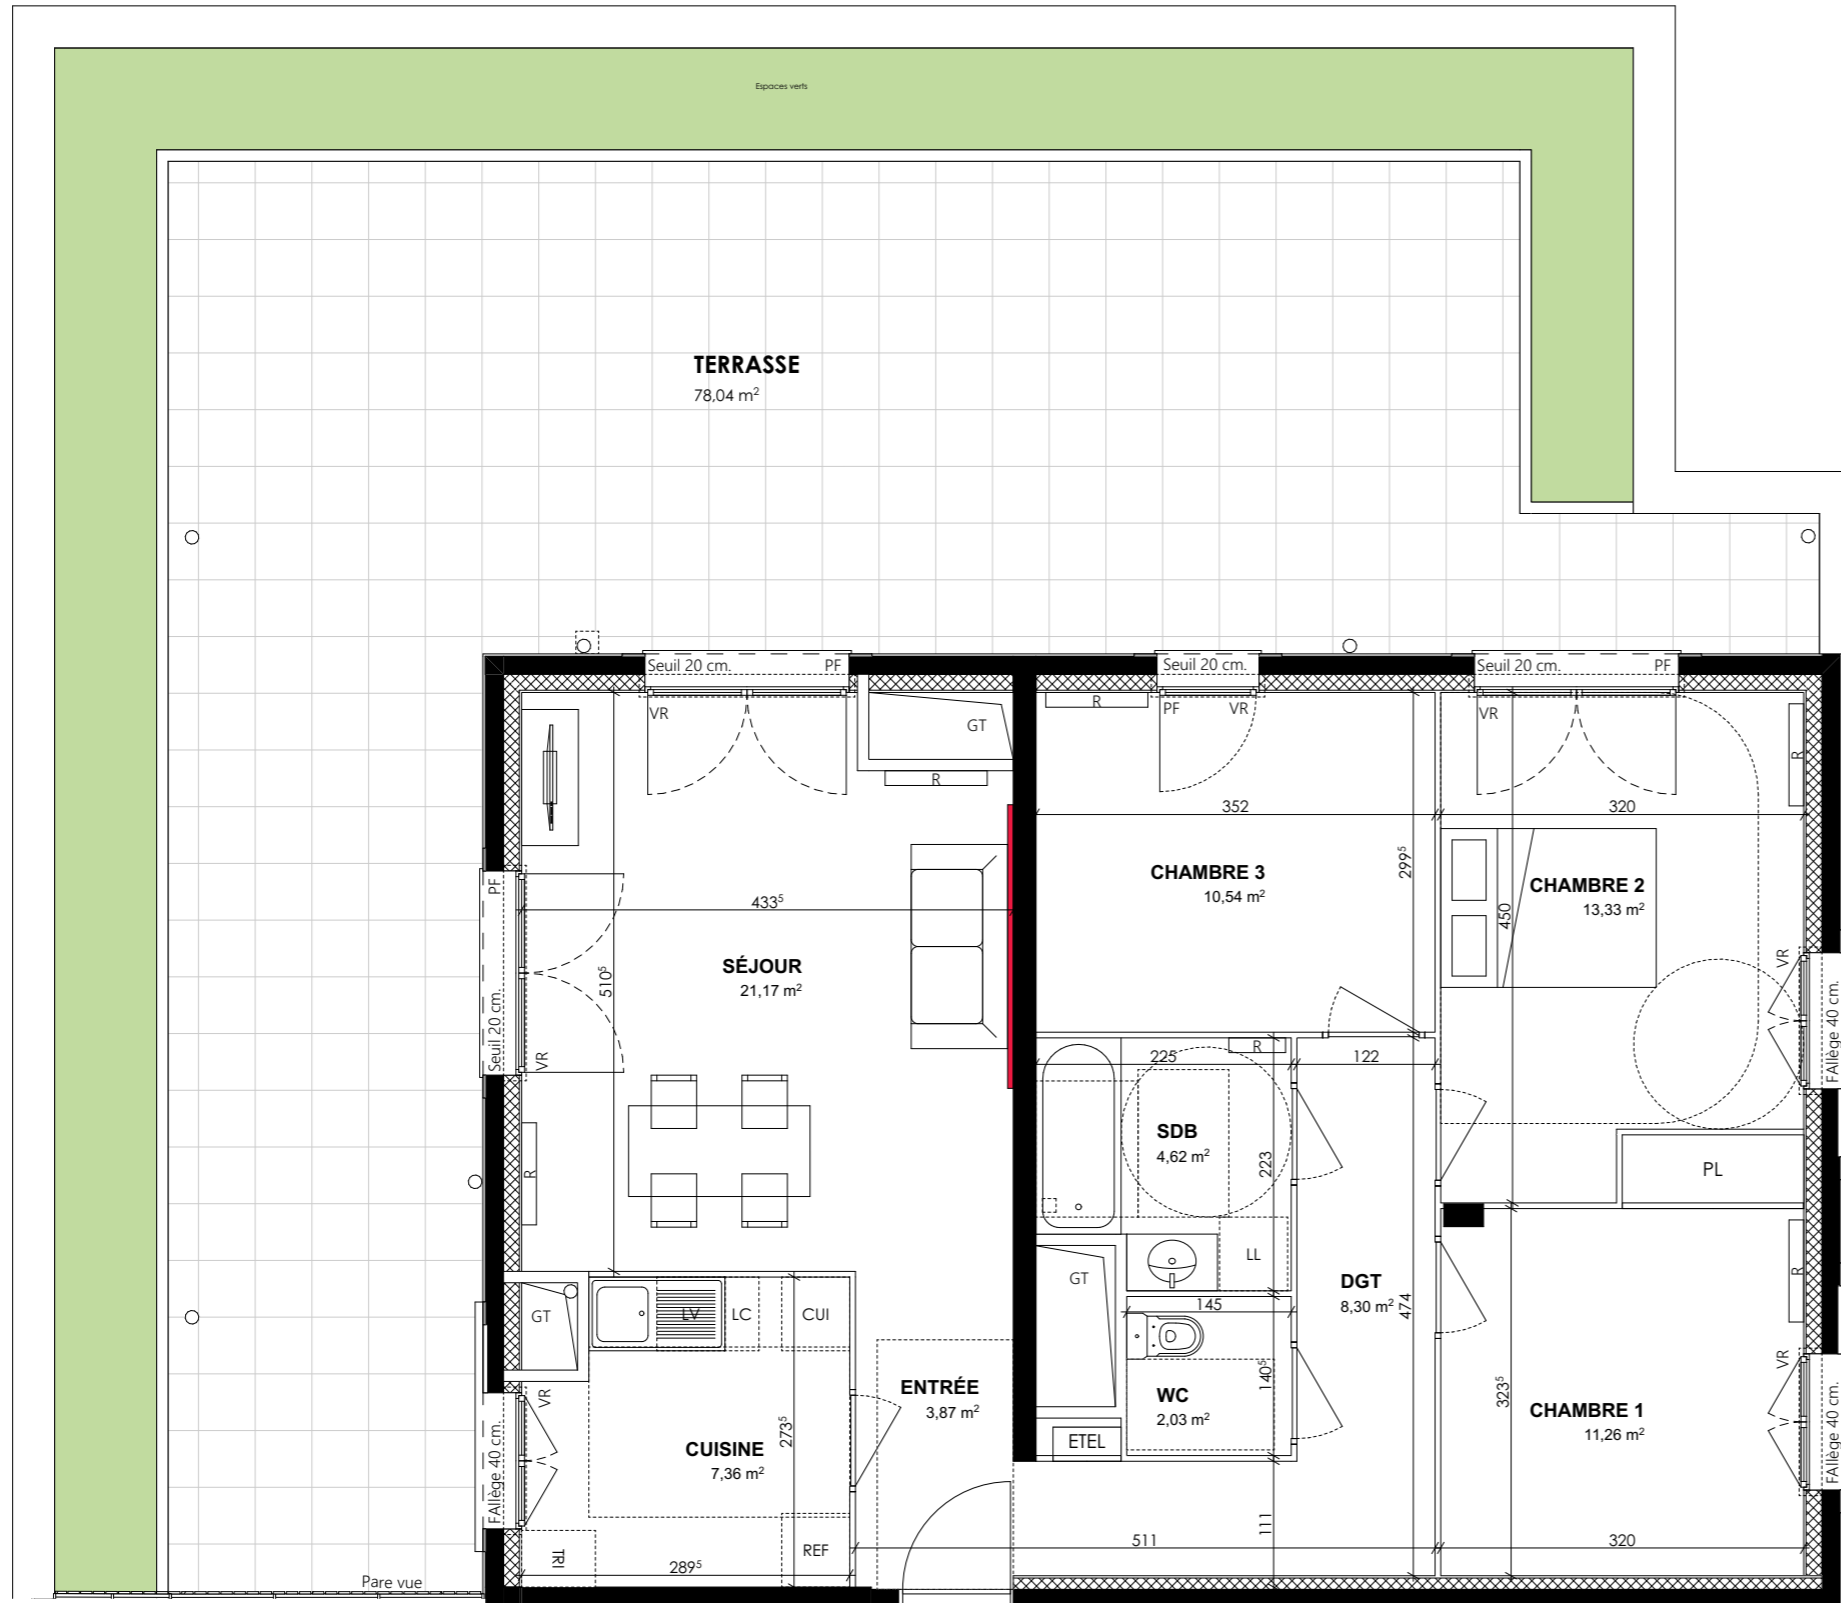 Espaces verts
TERRASSE
78,04 m²
Seuil 20 cm. PF
Seuil 20 cm.
Seuil 20 cm. PF
VR
GT
R
R
PF VR
VR
R
352
320
PF
433⁵
CHAMBRE 3
10,54 m²
299⁵
CHAMBRE 2
13,33 m²
450
SÉJOUR
21,17 m²
510⁵
Seuil 20 cm.
VR
VR
FAllège 40 cm.
225
R
122
SDB
4,62 m²
223
R
PL
GT
LL
DGT
8,30 m²
474
R
GT
LV
LC
CUI
145
VR
ENTRÉE
3,87 m²
WC
2,03 m²
140⁵
323⁵
VR
CHAMBRE 1
11,26 m²
FAllège 40 cm.
CUISINE
7,36 m²
273⁵
ETEL
FAllège 40 cm.
TRI
REF
111
511
320
289⁵
Pare vue